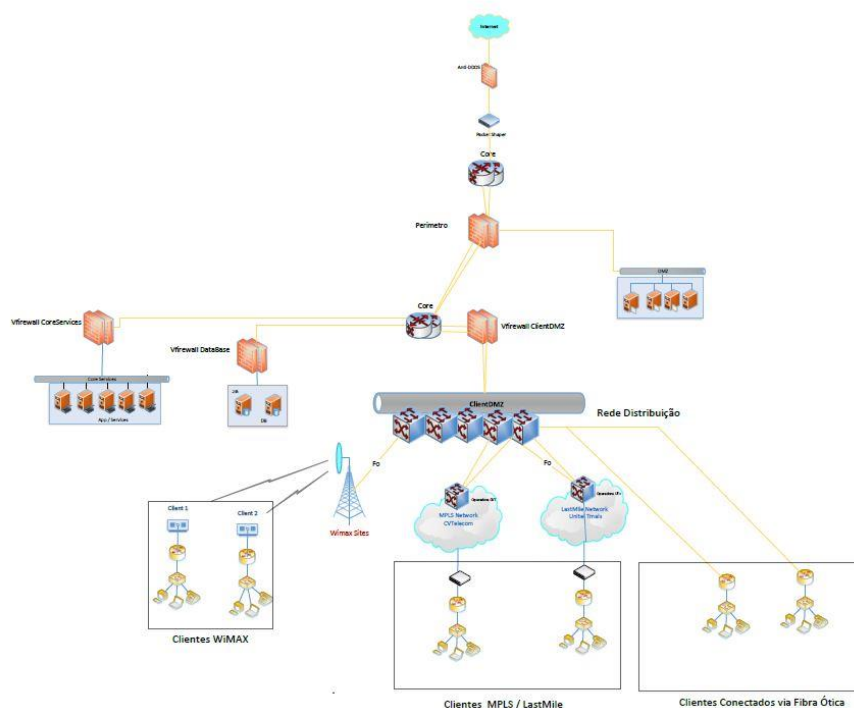 Internet
Anti-DDOS
Packet Shaper
Core
Perímetro
DMZ
Core
Vfirewall CoreServices
Vfirewall ClientDMZ
Vfirewall DataBase
Core Services
App / Services
DB
ClientDMZ
Rede Distribuição
Fo
Fo
MPLS Network
CVTelecom
LastMile Network
Client 1
Client 2
Wimax Sites
Clientes WiMAX
Clientes MPLS / LastMile
Clientes Conectados via Fibra Ótica